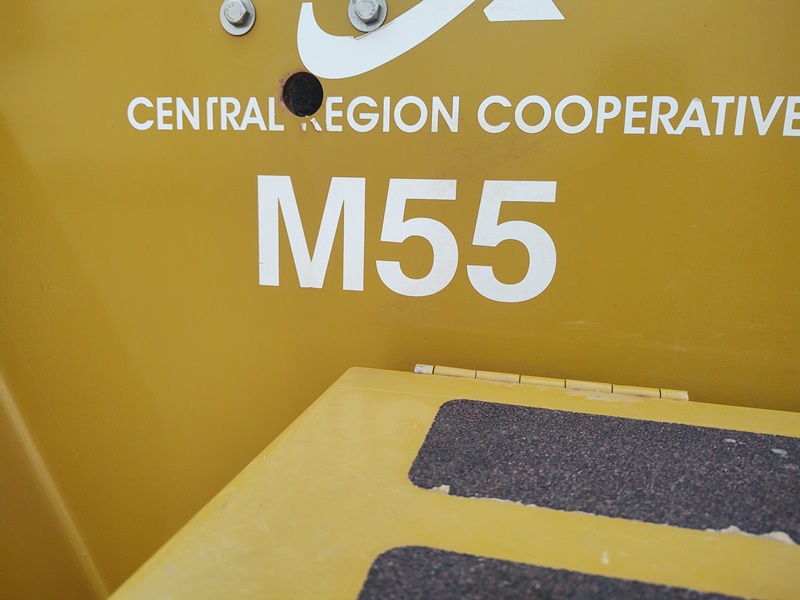 CENTRAL REGION COOPERATIVE
M55